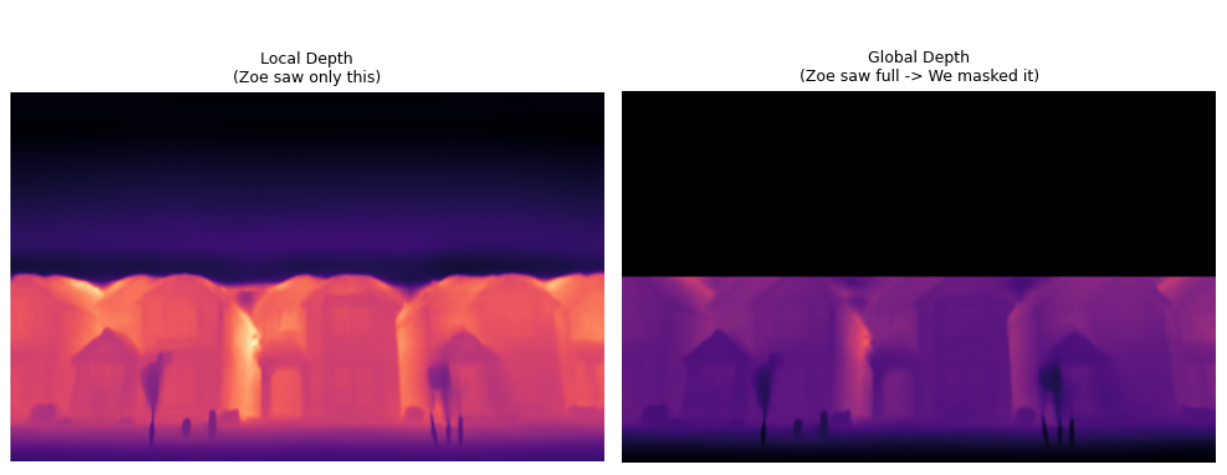 Local Depth
(Zoe saw only this)
Global Depth
(Zoe saw full -> We masked it)